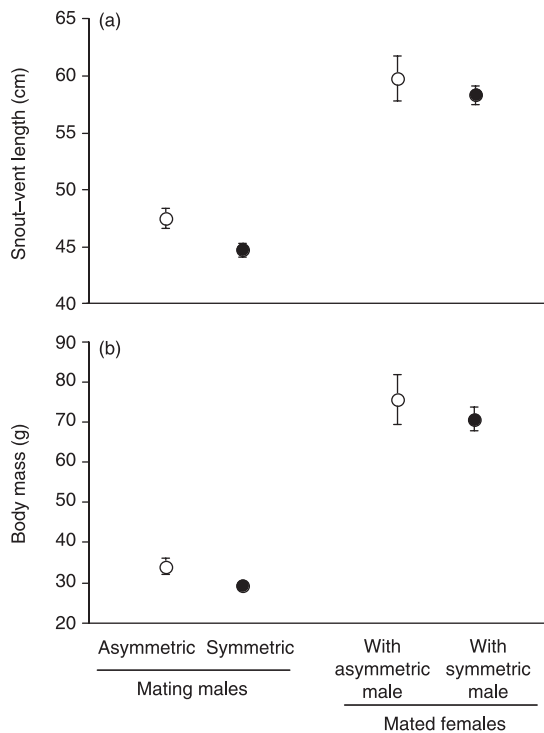 (a)
65
60
55
50
45
40
Snout–vent length (cm)
(b)
90
80
70
60
50
40
30
20
Body mass (g)
Asymmetric Symmetric
Mating males
With asymmetric male
With symmetric male
Mated females